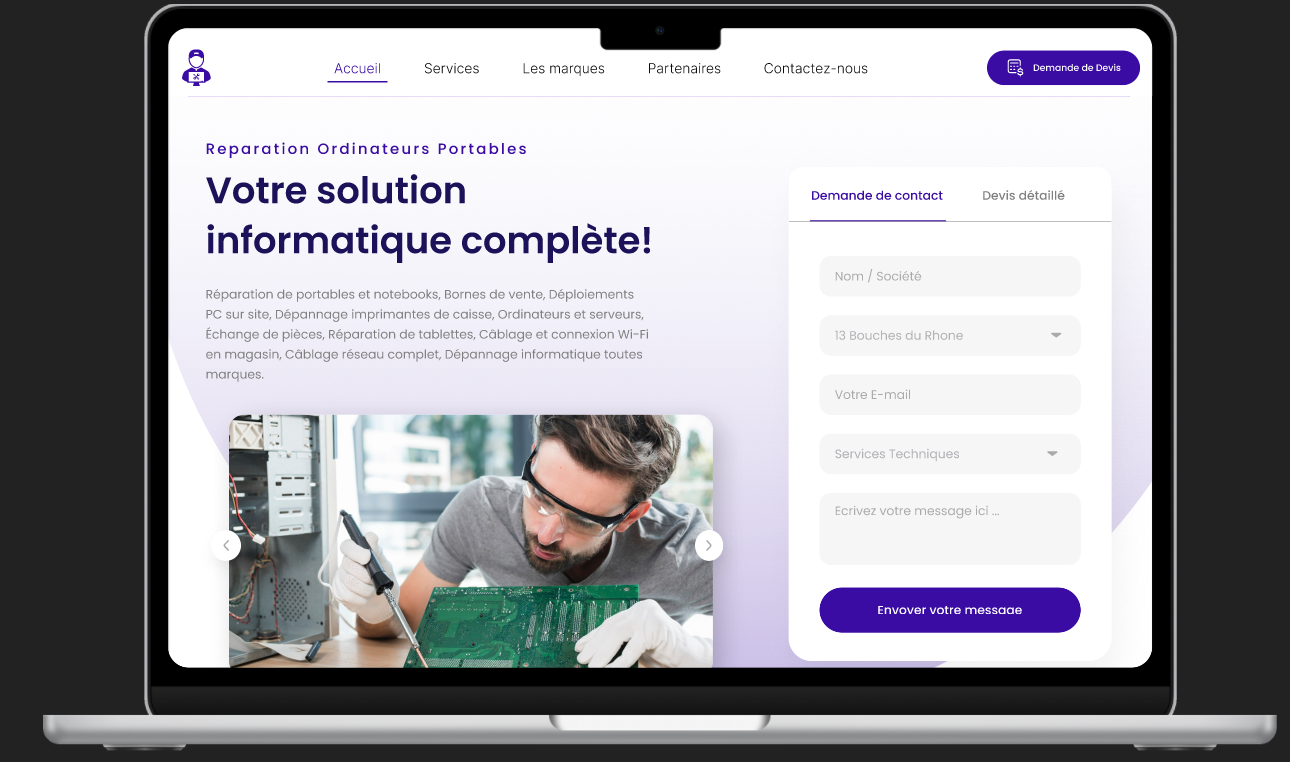 Accueil
Services
Les marques
Partenaires
Contactez-nous
Demande de Devis
Reparation Ordinateurs Portables
Votre solution
informatique complète!
Réparation de portables et notebooks, Bornes de vente, Déploiements
PC sur site, Dépannage imprimantes de caisse, Ordinateurs et serveurs,
Échange de pièces, Réparation de tablettes, Câblage et connexion Wi-Fi
en magasin, Câblage réseau complet, Dépannage informatique toutes
marques.
Demande de contact
Devis détaillé
Nom / Société
13 Bouches du Rhone
Votre E-mail
Services Techniques
Ecrivez votre message ici ...
Envoyer votre message